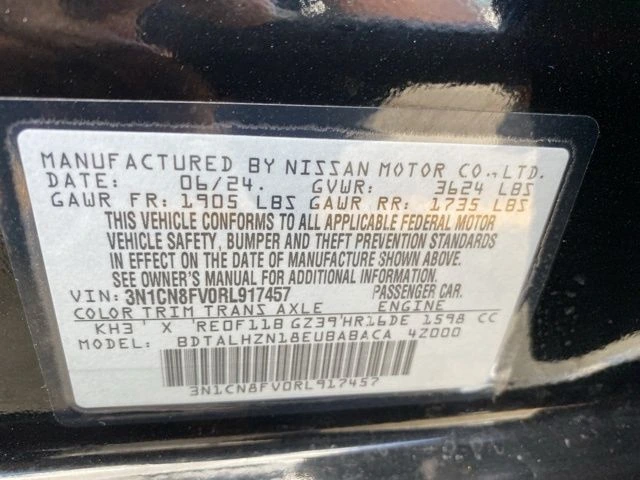 MANUFACTURED BY NISSAN MOTOR CO.,LTD.
DATE: 06/24. GVWR: 3624 LBS
GAWR FR: 1905 LBS GAWR RR: 1735 LBS
THIS VEHICLE CONFORMS TO ALL APPLICABLE FEDERAL MOTOR
VEHICLE SAFETY, BUMPER AND THEFT PREVENTION STANDARDS
IN EFFECT ON THE DATE OF MANUFACTURE SHOWN ABOVE.
SEE OWNER'S MANUAL FOR ADDITIONAL INFORMATION.
VIN: 3N1CN8FV0RL917457 PASSENGER CAR.
COLOR TRIM TRANS AXLE ENGINE
KH3' X 'RE0F11B GZ39'HR16DE 1598 CC
MODEL: BDTALHZN18EUBABACA 4Z000
3N1CN8FV0RL917457